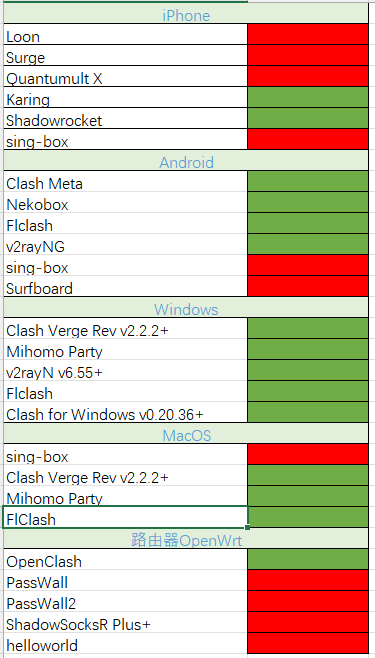 iPhone
Loon
Surge
Quantumult X
Karing
Shadowrocket
sing-box
Android
Clash Meta
Nekobox
Flclash
v2rayNG
sing-box
Surfboard
Windows
Clash Verge Rev v2.2.2+
Mihomo Party
v2rayN v6.55+
Flclash
Clash for Windows v0.20.36+
MacOS
sing-box
Clash Verge Rev v2.2.2+
Mihomo Party
FlClash
路由器OpenWrt
OpenClash
PassWall
PassWall2
ShadowSocksR Plus+
helloworld